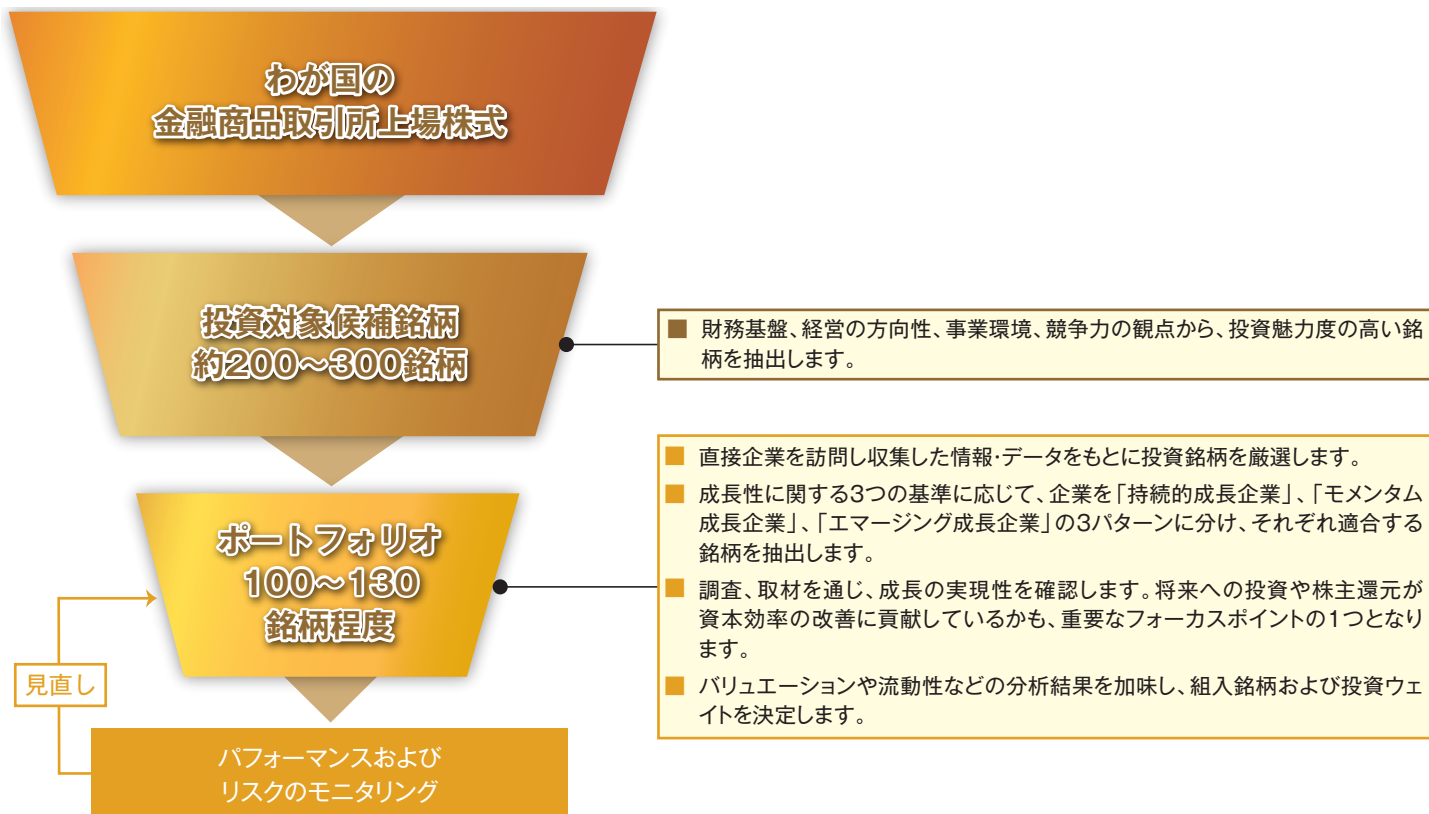 わが国の
金融商品取引所上場株式
投資対象候補銘柄
約200～300銘柄
■ 財務基盤、経営の方向性、事業環境、競争力の観点から、投資魅力度の高い銘
柄を抽出します。
ポートフォリオ
100～130
銘柄程度
■ 直接企業を訪問し収集した情報・データをもとに投資銘柄を厳選します。
■ 成長性に関する3つの基準に応じて、企業を「持続的成長企業」、「モメンタム
成長企業」、「エマージング成長企業」の3パターンに分け、それぞれ適合する
銘柄を抽出します。
■ 調査、取材を通じ、成長の実現性を確認します。将来への投資や株主還元が
資本効率の改善に貢献しているかも、重要なフォーカスポイントの1つとなり
ます。
■ バリュエーションや流動性などの分析結果を加味し、組入銘柄および投資ウェ
イトを決定します。
見直し
パフォーマンスおよび
リスクのモニタリング